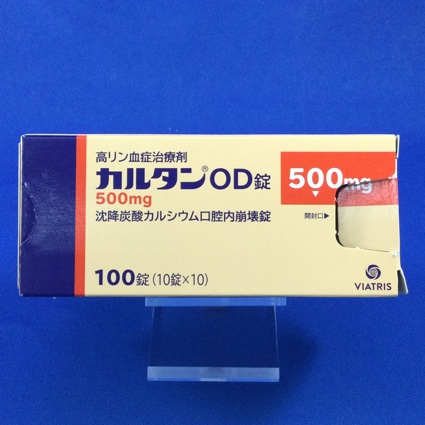 高リン血症治療剤
カルタン®OD錠
500mg
沈降炭酸カルシウム口腔内崩壊錠
100錠(10錠×10)
500mg
開封口▶
VIATRIS